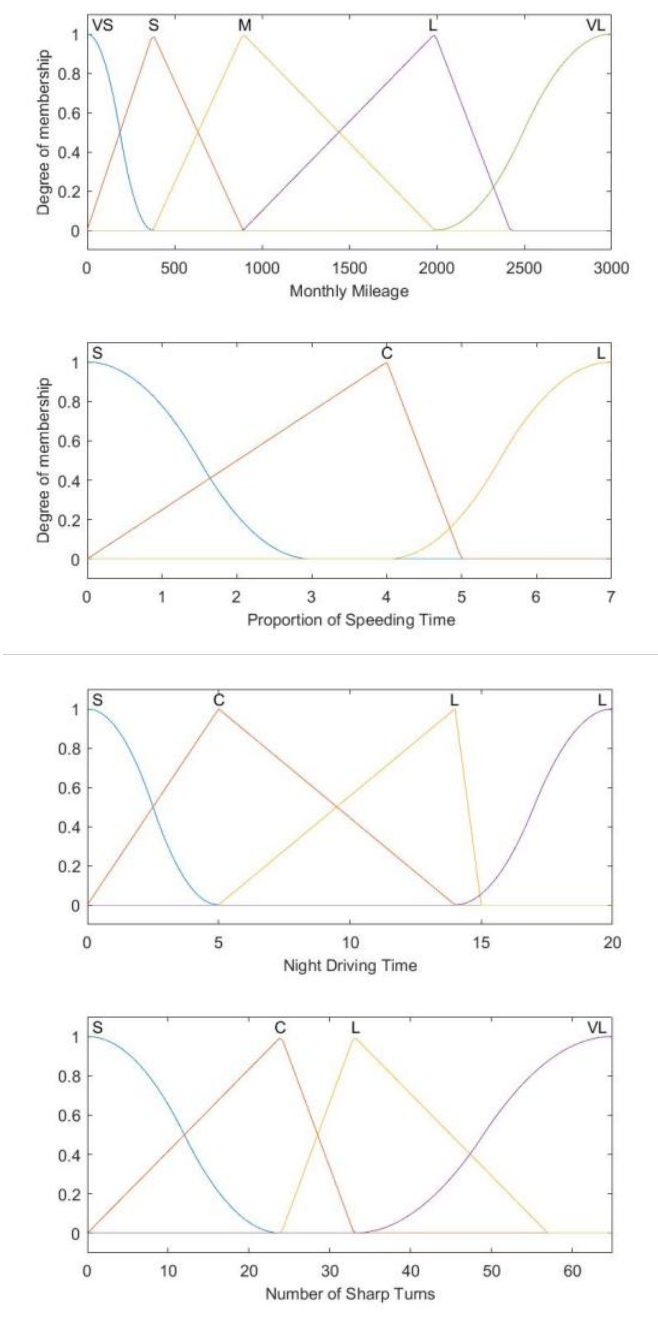 VS S M L VL
1
0.8
0.6
0.4
0.2
0
Degree of membership
0 500 1000 1500 2000 2500 3000
Monthly Mileage
S C L
1
0.8
0.6
0.4
0.2
0
Degree of membership
0 1 2 3 4 5 6 7
Proportion of Speeding Time
S C L L
1
0.8
0.6
0.4
0.2
0
0 5 10 15 20
Night Driving Time
S C L VL
1
0.8
0.6
0.4
0.2
0
0 10 20 30 40 50 60
Number of Sharp Turns